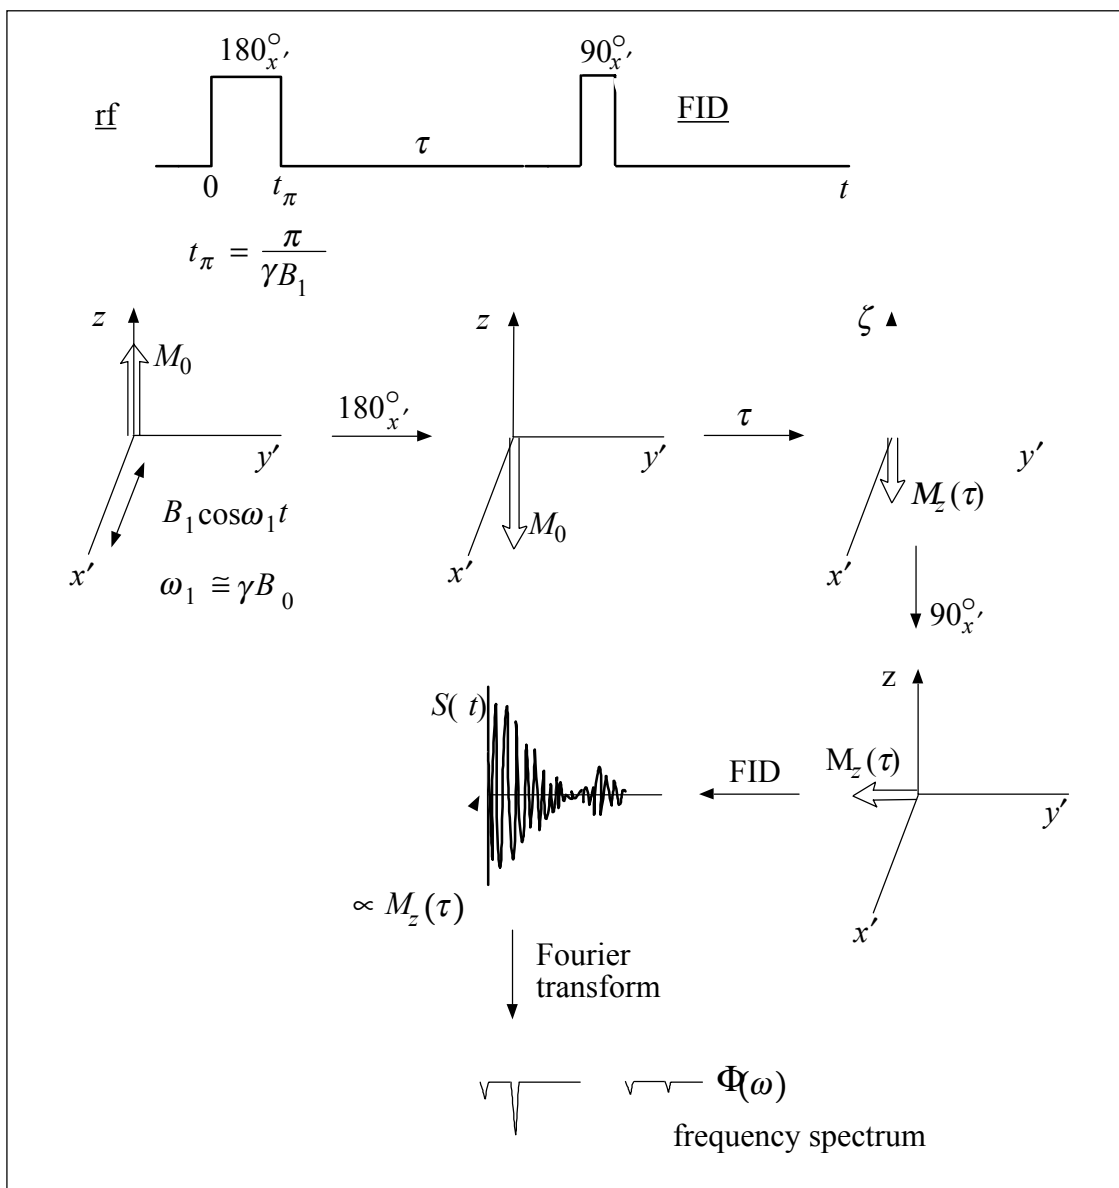 180°x′ 90°x′
rf FID
τ
0 tπ t
tπ = π / γB1
z z ζ
M0
180°x′ τ
y′ y′ y′
Mz(τ)
B1cosω1t M0
x′ x′ x′
ω1 ≅ γB0
90°x′
z
S( t)
Mz(τ)
FID
y′
∝ Mz(τ)
x′
Fourier
transform
Φ(ω)
frequency spectrum